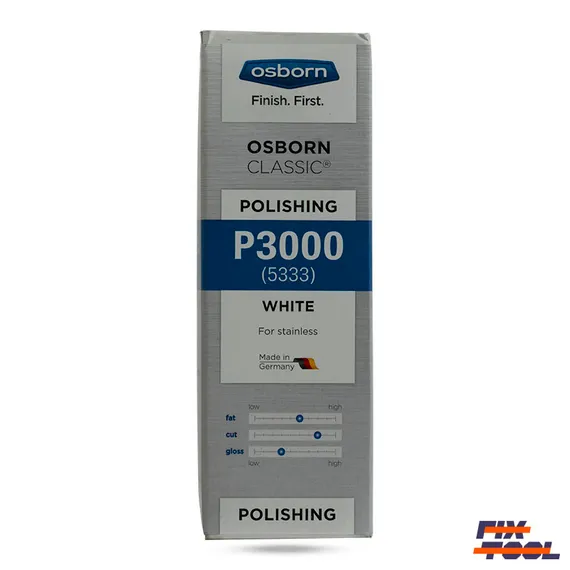 osborn
Finish. First.
OSBORN
CLASSIC®
POLISHING
P3000
(5333)
WHITE
For stainless
Made in
Germany
low high
fat
cut
gloss
low high
POLISHING
FIX
TOOL